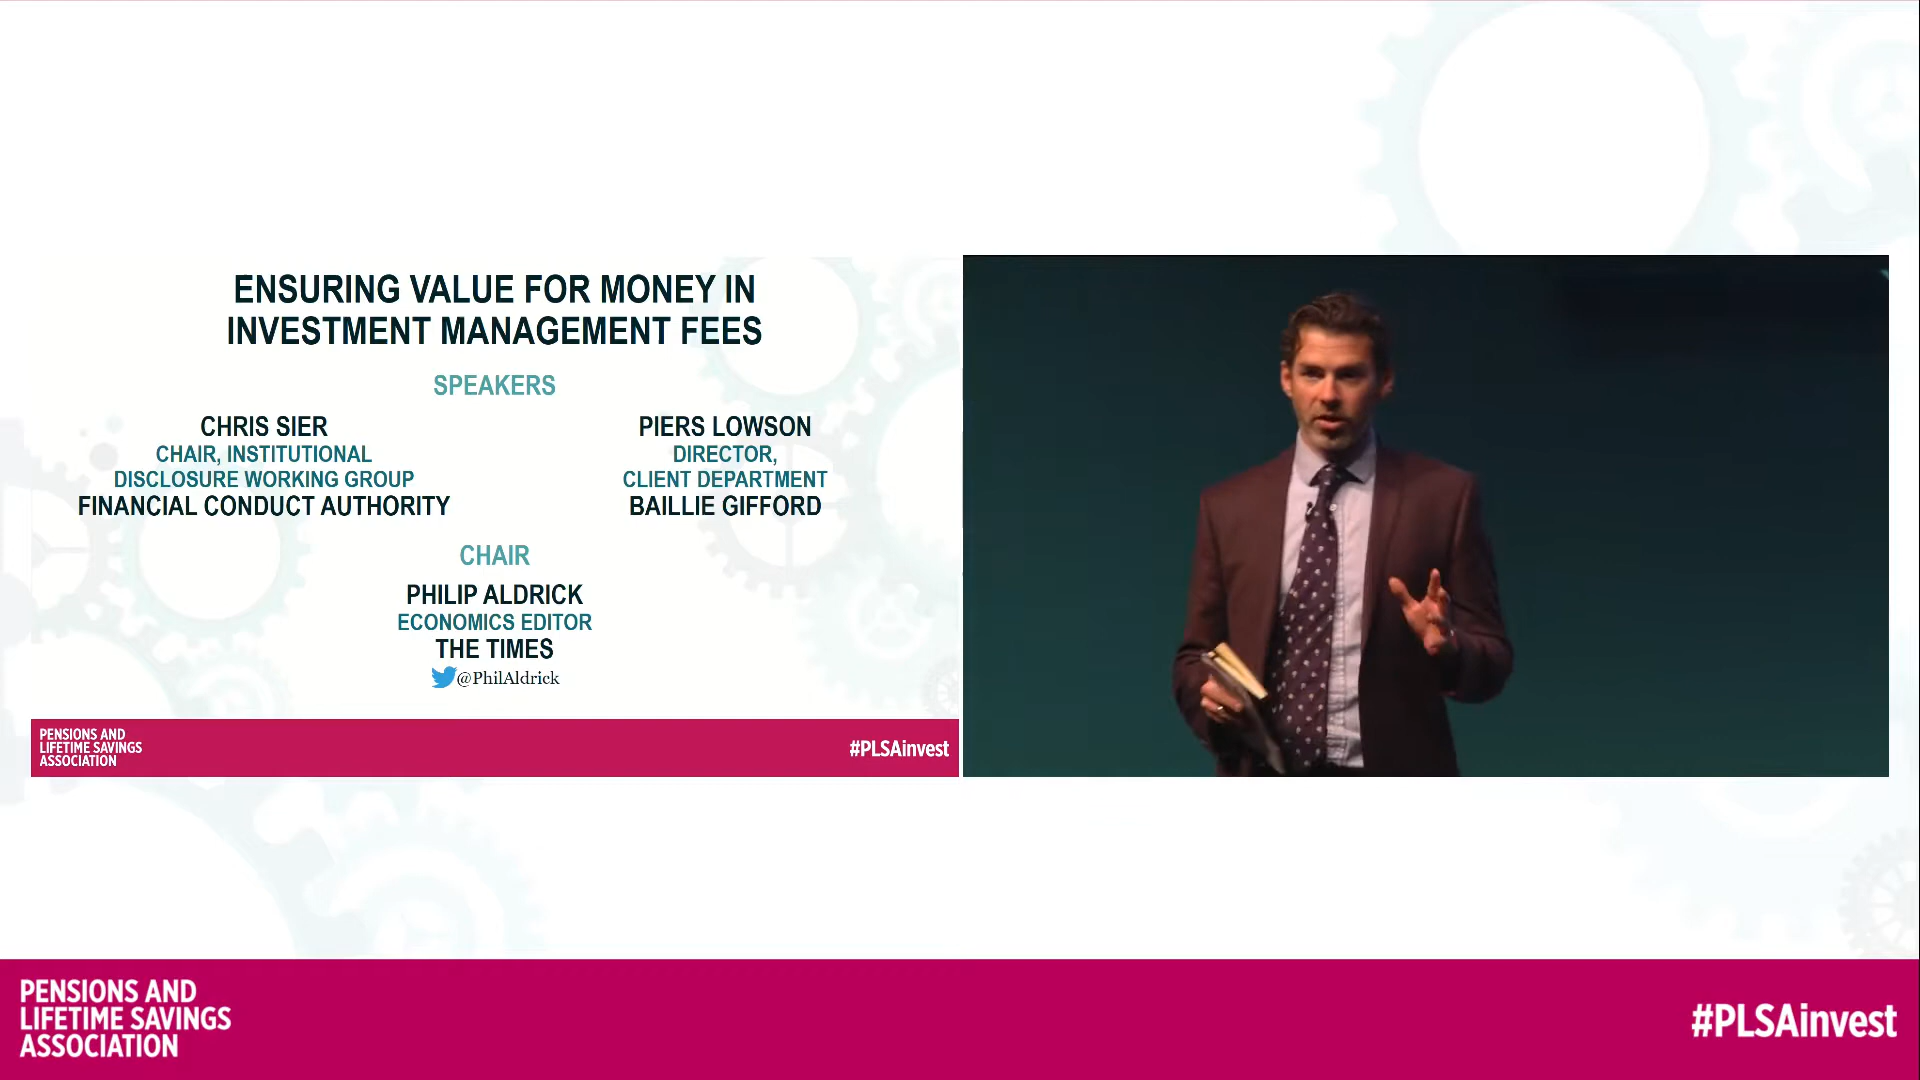 ENSURING VALUE FOR MONEY IN
INVESTMENT MANAGEMENT FEES
SPEAKERS
CHRIS SIER
CHAIR, INSTITUTIONAL
DISCLOSURE WORKING GROUP
FINANCIAL CONDUCT AUTHORITY
PIERS LOWSON
DIRECTOR,
CLIENT DEPARTMENT
BAILLIE GIFFORD
CHAIR
PHILIP ALDRICK
ECONOMICS EDITOR
THE TIMES
@PhilAldrick
PENSIONS AND
LIFETIME SAVINGS
ASSOCIATION
#PLSAinvest
PENSIONS AND
LIFETIME SAVINGS
ASSOCIATION
#PLSAinvest